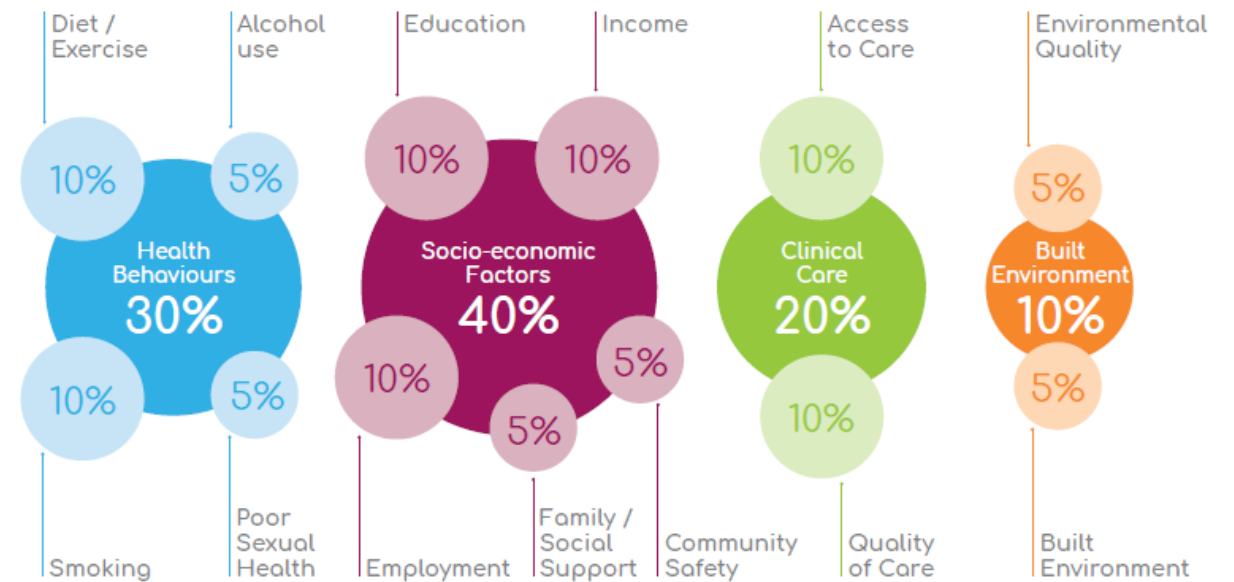 Diet /
Exercise
Alcohol
use
Education
Income
Access
to Care
Environmental
Quality
10%
5%
10%
10%
10%
5%
Health
Behaviours
30%
Socio-economic
Factors
40%
Clinical
Care
20%
Built
Environment
10%
10%
5%
10%
5%
5%
10%
5%
Smoking
Poor
Sexual
Health
Employment
Family /
Social
Support
Community
Safety
Quality
of Care
Built
Environment